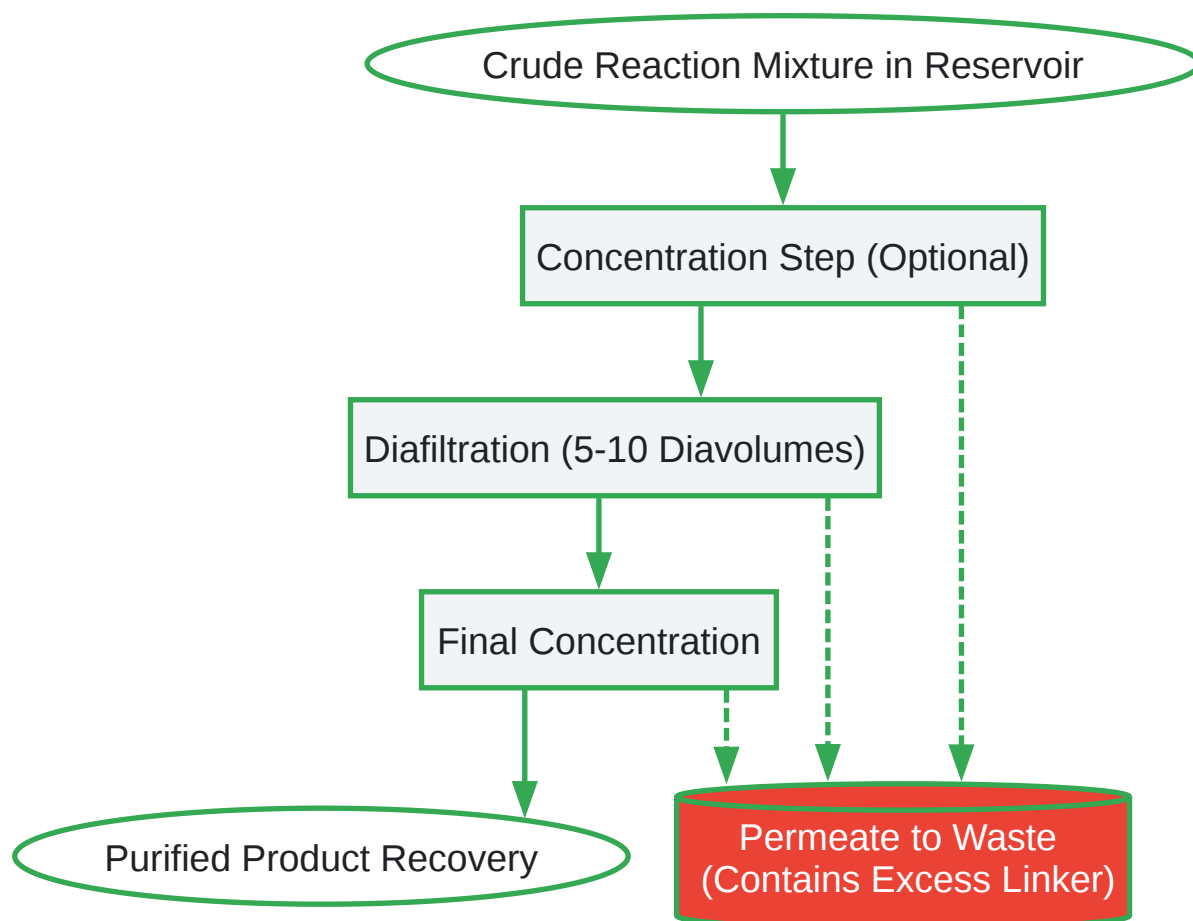 Crude Reaction Mixture in Reservoir
Concentration Step (Optional)
Diafiltration (5-10 Diavolumes)
Final Concentration
Purified Product Recovery
Permeate to Waste
(Contains Excess Linker)